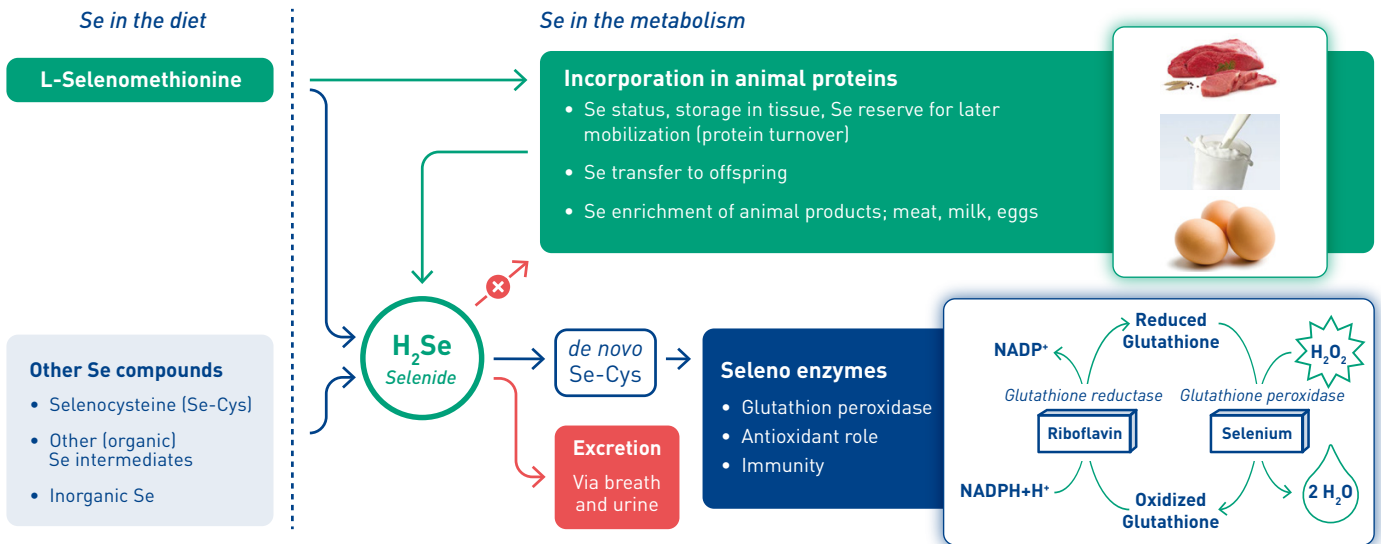 Se in the diet
Se in the metabolism
L-Selenomethionine
Incorporation in animal proteins
• Se status, storage in tissue, Se reserve for later
mobilization (protein turnover)
• Se transfer to offspring
• Se enrichment of animal products; meat, milk, eggs
Other Se compounds
• Selenocysteine (Se-Cys)
• Other (organic)
Se intermediates
• Inorganic Se
H₂Se
Selenide
de novo
Se-Cys
Excretion
Via breath
and urine
Seleno enzymes
• Glutathion peroxidase
• Antioxidant role
• Immunity
Reduced
Glutathione
NADP⁺
H₂O₂
Glutathione reductase
Glutathione peroxidase
Riboflavin
Selenium
NADPH+H⁺
Oxidized
Glutathione
2 H₂O